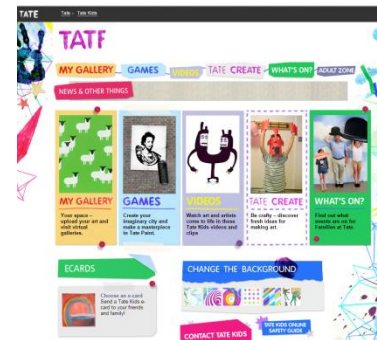 TATE
Tate - Tate Kids
TATE
MY GALLERY
GAMES
VIDEOS
TATE CREATE
WHAT'S ON?
ADULT ZONE
NEWS & OTHER THINGS
MY GALLERY
Your space –
upload your art and
visit virtual
galleries.
GAMES
Create your
imaginary city and
make a masterpiece
in Tate Paint.
VIDEOS
Watch art and artists
come to life in these
Tate Kids videos and
clips
TATE CREATE
Be crafty – discover
fresh ideas for
making art.
WHAT'S ON?
Find out what
events are on for
Families at Tate.
ECARDS
Choose an e-card
Send a Tate Kids e-
card to your friends
and family!
CHANGE THE BACKGROUND
CONTACT TATE KIDS
TATE KIDS ONLINE
SAFETY GUIDE